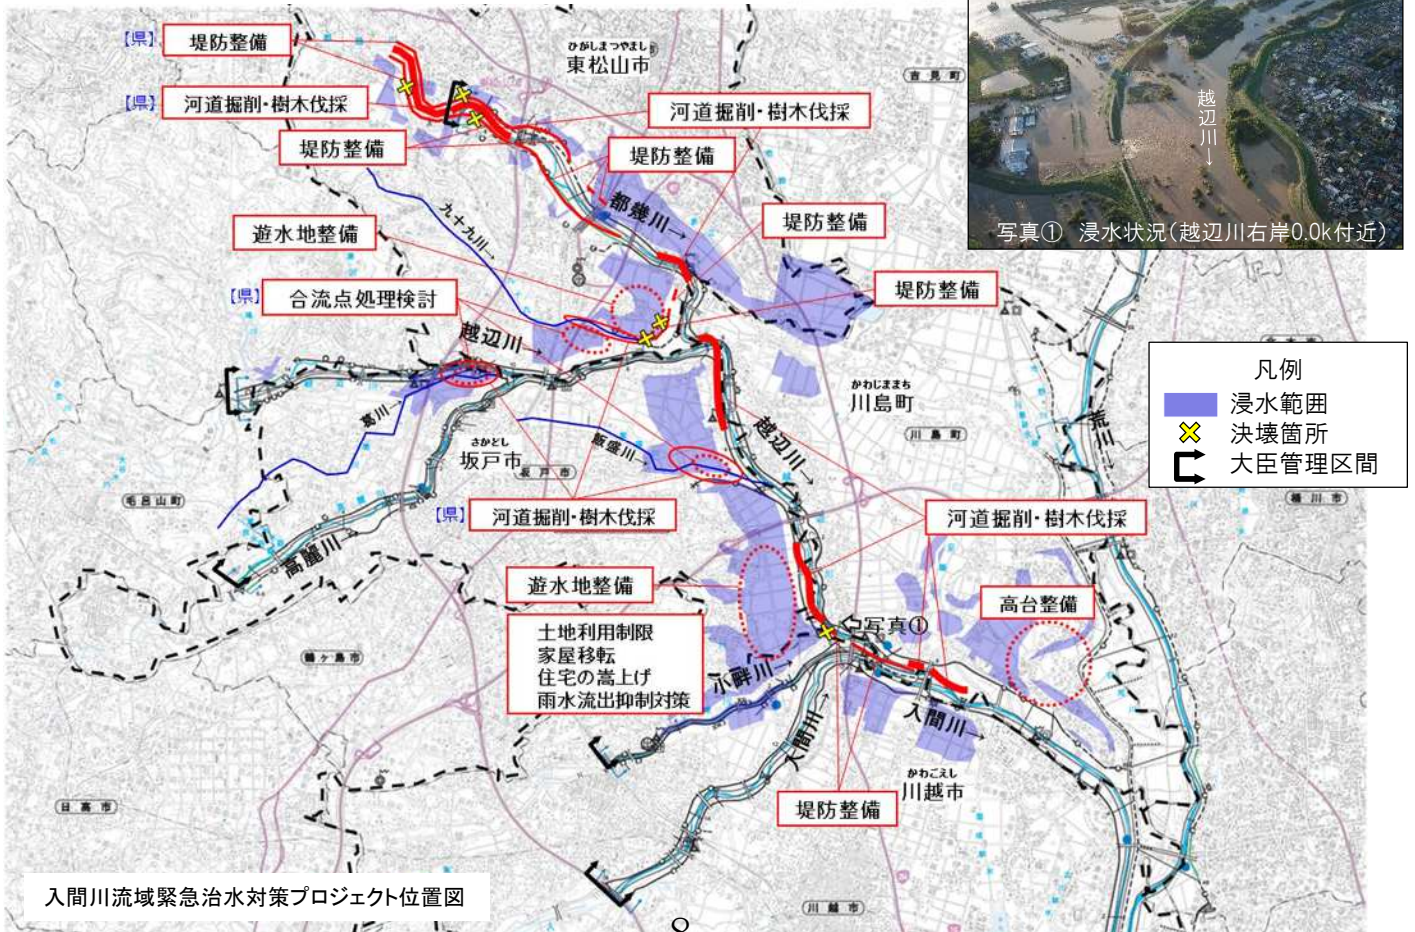 【県】
堤防整備
ひがしまつやまし
東松山市
吉見町
【県】
河道掘削・樹木伐採
河道掘削・樹木伐採
越辺川→
堤防整備
堤防整備
九十九川→
都幾川→
堤防整備
遊水地整備
写真① 浸水状況(越辺川右岸0.0k付近)
【県】
合流点処理検討
堤防整備
越辺川→
凡例
浸水範囲
決壊箇所
大臣管理区間
かわじままち
川島町
荒川→
葛川→
さかどし
坂戸市
坂戸市
飯盛川→
越辺川→
川島町
毛呂山町
桶川市
【県】
河道掘削・樹木伐採
河道掘削・樹木伐採
高麗川→
遊水地整備
高台整備
土地利用制限
家屋移転
住宅の嵩上げ
雨水流出抑制対策
写真①
鶴ヶ島市
小畔川→
入間川→
入間川→
かわごえし
川越市
日高市
堤防整備
入間川流域緊急治水対策プロジェクト位置図
川越市
8